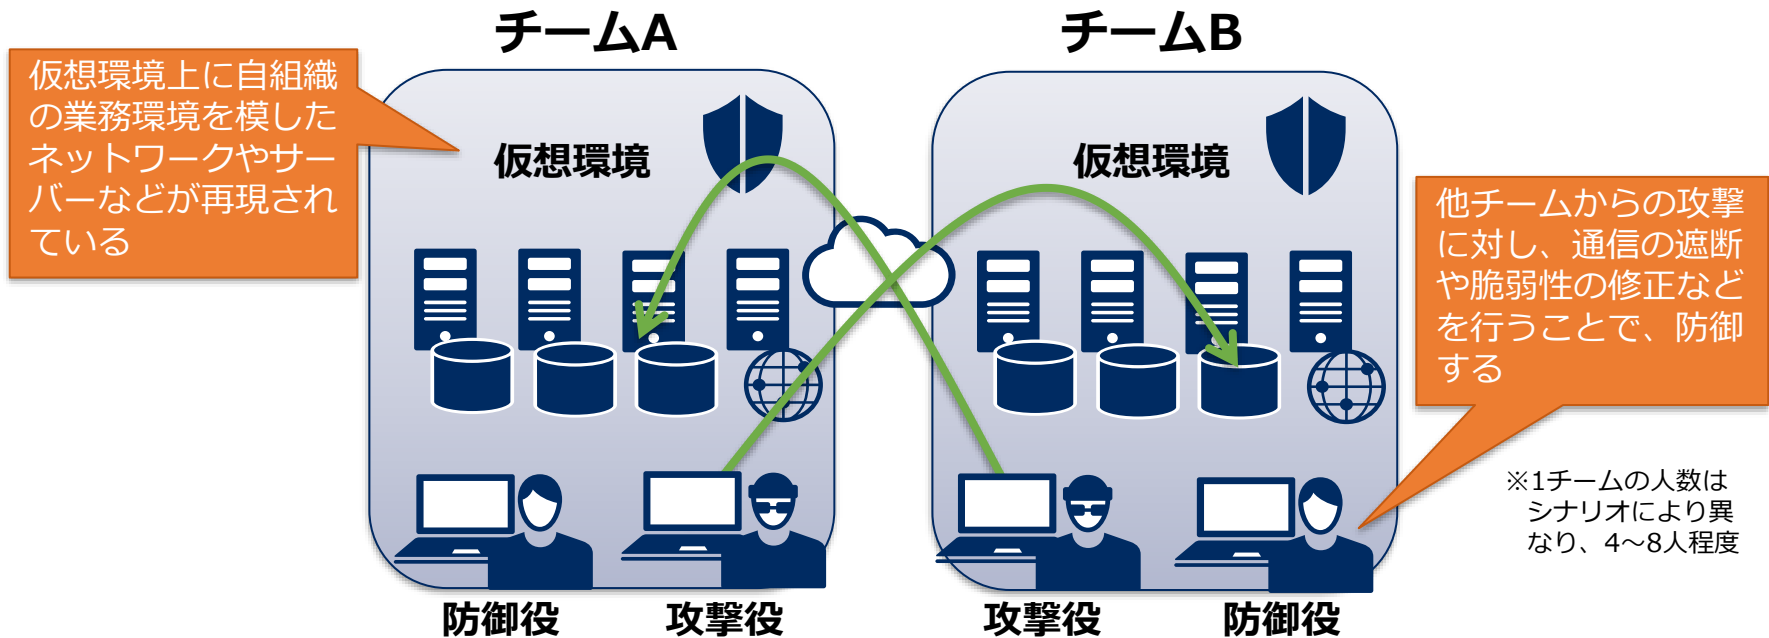 チームA
チームB
仮想環境上に自組織
の業務環境を模した
ネットワークやサー
バーなどが再現され
ている
仮想環境
仮想環境
他チームからの攻撃
に対し、通信の遮断
や脆弱性の修正など
を行うことで、防御
する
※1チームの人数は
シナリオにより異
なり、4～8人程度
防御役
攻撃役
攻撃役
防御役